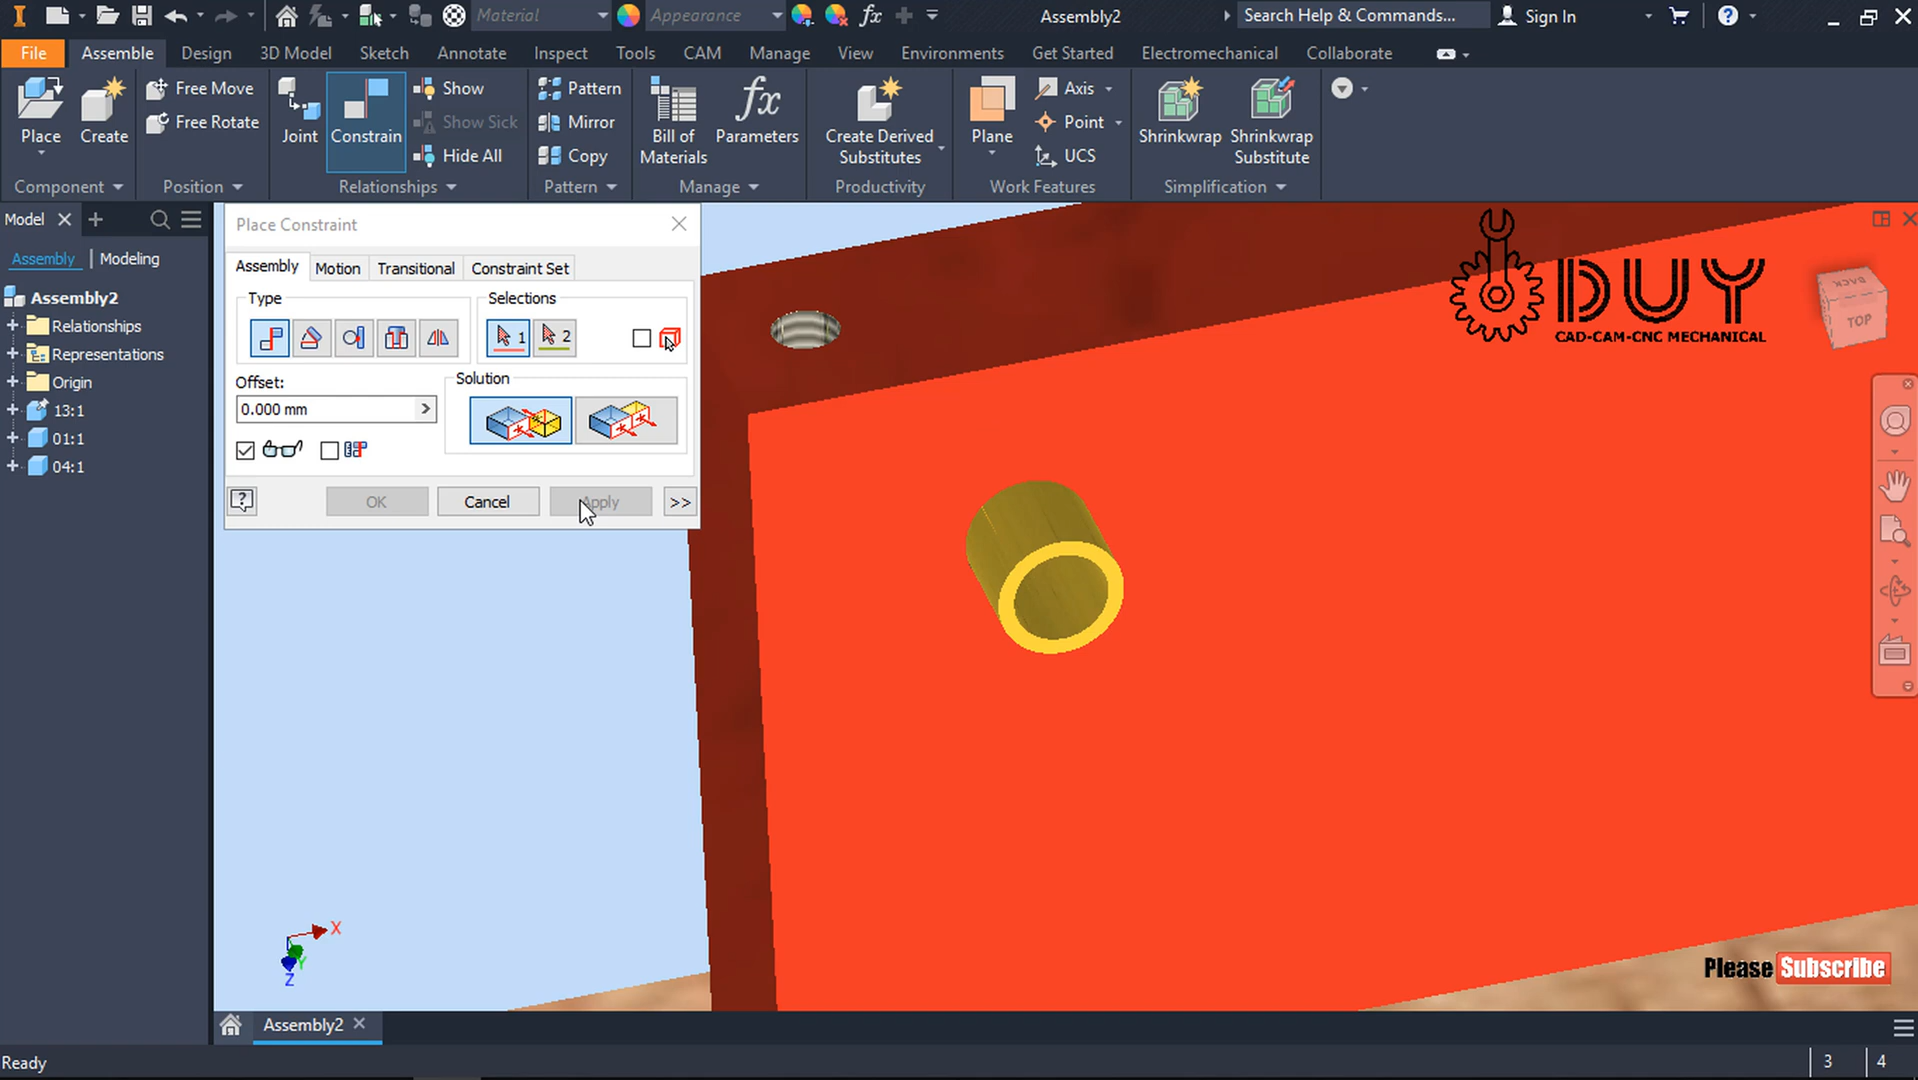 Material
Appearance
fx
Assembly2
Search Help & Commands...
Sign In
File
Assemble
Design
3D Model
Sketch
Annotate
Inspect
Tools
CAM
Manage
View
Environments
Get Started
Electromechanical
Collaborate
Place
Create
Free Move
Free Rotate
Joint
Constrain
Show
Show Sick
Hide All
Pattern
Mirror
Copy
Bill of
Materials
fx
Parameters
Create Derived
Substitutes
Plane
Axis
Point
UCS
Shrinkwrap
Shrinkwrap
Substitute
Component
Position
Relationships
Pattern
Manage
Productivity
Work Features
Simplification
Model
Assembly
Modeling
Assembly2
Relationships
Representations
Origin
13:1
01:1
04:1
Place Constraint
Assembly
Motion
Transitional
Constraint Set
Type
Selections
1
2
Offset:
0.000 mm
Solution
OK
Cancel
Apply
>>
DUY
CAD-CAM-CNC MECHANICAL
BACK
TOP
X
Y
Z
Please Subscribe
Assembly2
Ready
3
4